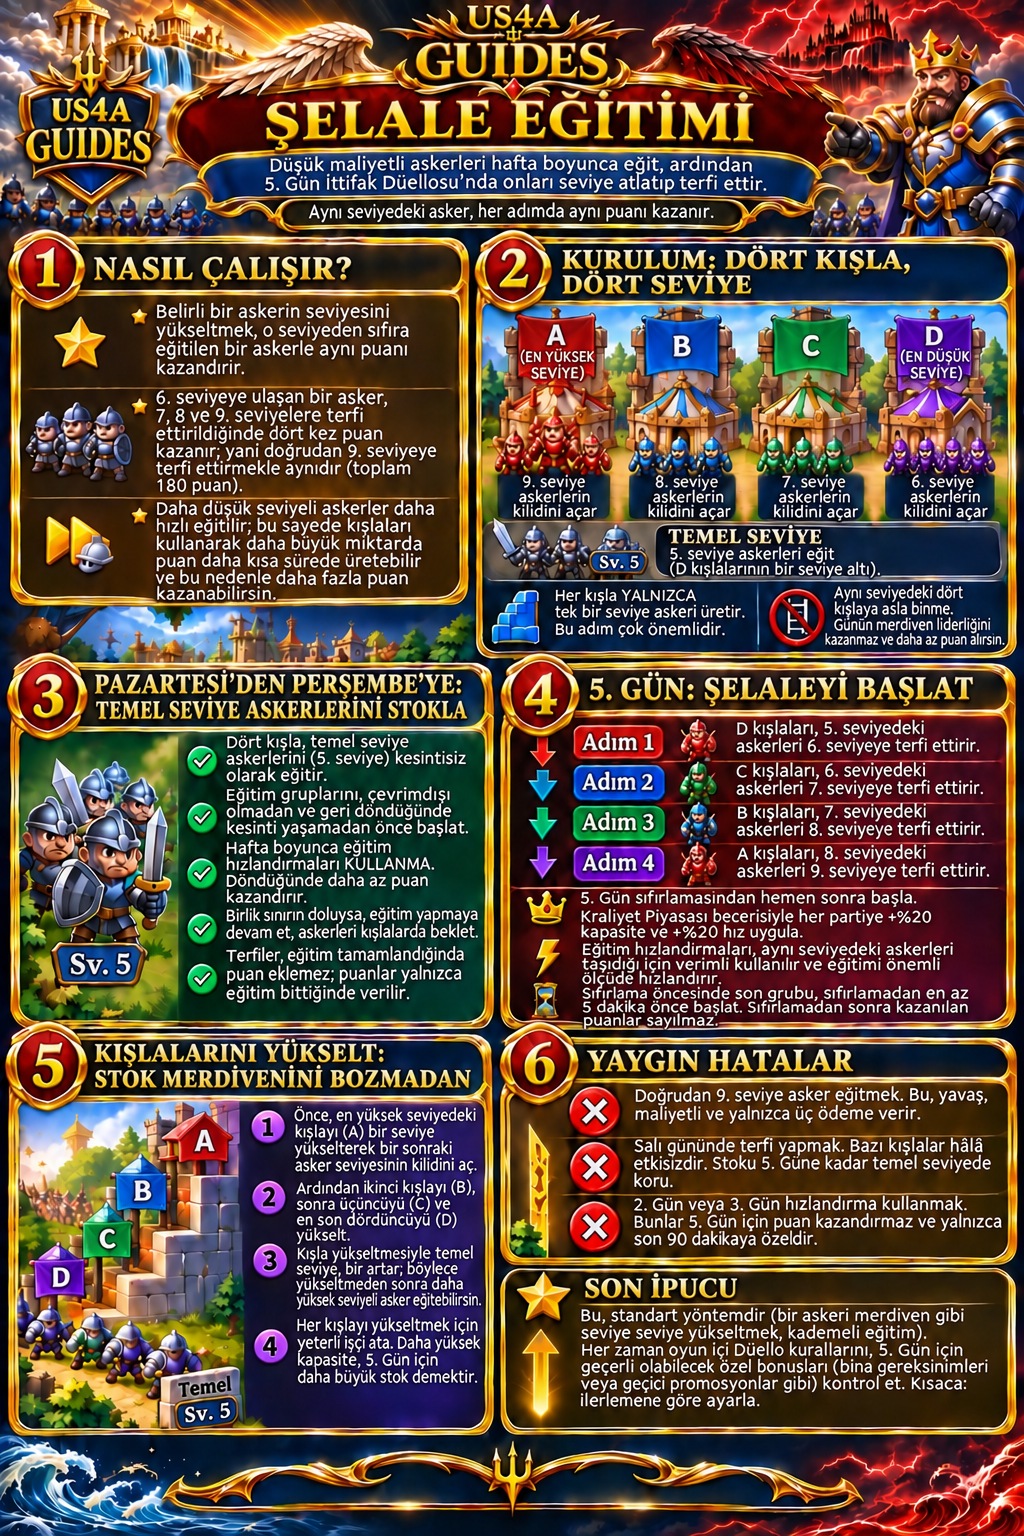 US4A
GUIDES
US4A
GUIDES
ŞELALE EĞİTİMİ
Düşük maliyetli askerleri hafta boyunca eğit, ardından
5. Gün İttifak Düellosu'nda onları seviye atlatıp terfi ettir.
Aynı seviyedeki asker, her adımda aynı puanı kazanır.
1
NASIL ÇALIŞIR?
Belirli bir askerin seviyesini
yükseltmek, o seviyeden sıfıra
eğitilen bir askerle aynı puanı
kazandırır.
6. seviyeye ulaşan bir asker,
7, 8 ve 9. seviyelere terfi
ettirildiğinde dört kez puan
kazanır; yani doğrudan 9. seviyeye
terfi ettirmekle aynıdır (toplam
180 puan).
Daha düşük seviyeli askerler daha
hızlı eğitilir; bu sayede kışlaları
kullanarak daha büyük miktarda
puan daha kısa sürede üretebilir
ve bu nedenle daha fazla puan
kazanabilirsin.
2
KURULUM: DÖRT KIŞLA,
DÖRT SEVİYE
A
(EN YÜKSEK
SEVİYE)
B
C
D
(EN DÜŞÜK
SEVİYE)
9. seviye
askerlerin
kilidini açar
8. seviye
askerlerin
kilidini açar
7. seviye
askerlerin
kilidini açar
6. seviye
askerlerin
kilidini açar
Sv. 5
TEMEL SEVİYE
5. seviye askerleri eğit
(D kışlalarının bir seviye altı).
Her kışla YALNIZCA
tek bir seviye askeri üretir.
Bu adım çok önemlidir.
Aynı seviyedeki dört
kışlaya asla binme.
Günün merdiven liderliğini
kazanmaz ve daha az puan alırsın.
3
PAZARTESİ'DEN PERŞEMBE'YE:
TEMEL SEVİYE ASKERLERİNİ STOKLA
Dört kışla, temel seviye
askerlerini (5. seviye) kesintisiz
olarak eğitir.
Eğitim gruplarını, çevrimdışı
olmadan ve geri döndüğünde
kesinti yaşamadan önce başlat.
Hafta boyunca eğitim
hızlandırmaları KULLANMA.
Döndüğünde daha az puan
kazandırır.
Birlik sınırın doluysa, eğitim yapmaya
devam et, askerleri kışlalarda beklet.
Terfiler, eğitim tamamlandığında
puan eklemez; puanlar yalnızca
eğitim bittiğinde verilir.
Sv. 5
4
5. GÜN: ŞELALEYİ BAŞLAT
Adım 1
D kışlaları, 5. seviyedeki
askerleri 6. seviyeye terfi ettirir.
Adım 2
C kışlaları, 6. seviyedeki
askerleri 7. seviyeye terfi ettirir.
Adım 3
B kışlaları, 7. seviyedeki
askerleri 8. seviyeye terfi ettirir.
Adım 4
A kışlaları, 8. seviyedeki
askerleri 9. seviyeye terfi ettirir.
5. Gün sıfırlamasından hemen sonra başla.
Kraliyet Piyasası becerisiyle her partiye +%20
kapasite ve +%20 hız uygula.
Eğitim hızlandırmaları, aynı seviyedeki askerleri
taşıdığı için verimli kullanılır ve eğitimi önemli
ölçüde hızlandırır.
Sıfırlama öncesinde son grubu, sıfırlamadan en az
5 dakika önce başlat. Sıfırlamadan sonra kazanılan
puanlar sayılmaz.
5
KIŞLALARINI YÜKSELT:
STOK MERDİVENİNİ BOZMADAN
A
B
C
D
Temel
Sv. 5
1
Önce, en yüksek seviyedeki
kışlayı (A) bir seviye
yükselterek bir sonraki
asker seviyesinin kilidini aç.
2
Ardından ikinci kışlayı (B),
sonra üçüncüyü (C) ve
en son dördüncüyü (D)
yükselt.
3
Kışla yükseltmesiyle temel
seviye, bir artar; böylece
yükseltmeden sonra daha
yüksek seviyeli asker eğitebilirsin.
4
Her kışlayı yükseltmek için
yeterli işçi ata. Daha yüksek
kapasite, 5. Gün için
daha büyük stok demektir.
6
YAYGIN HATALAR
Doğrudan 9. seviye asker eğitmek. Bu, yavaş,
maliyetli ve yalnızca üç ödeme verir.
Salı gününde terfi yapmak. Bazı kışlalar hâlâ
etkisizdir. Stoku 5. Güne kadar temel seviyede
koru.
2. Gün veya 3. Gün hızlandırma kullanmak.
Bunlar 5. Gün için puan kazandırmaz ve yalnızca
son 90 dakikaya özeldir.
SON İPUCU
Bu, standart yöntemdir (bir askeri merdiven gibi
seviye seviye yükseltmek, kademeli eğitim).
Her zaman oyun içi Düello kurallarını, 5. Gün için
geçerli olabilecek özel bonusları (bina gereksinimleri
veya geçici promosyonlar gibi) kontrol et. Kısaca:
ilerlemene göre ayarla.